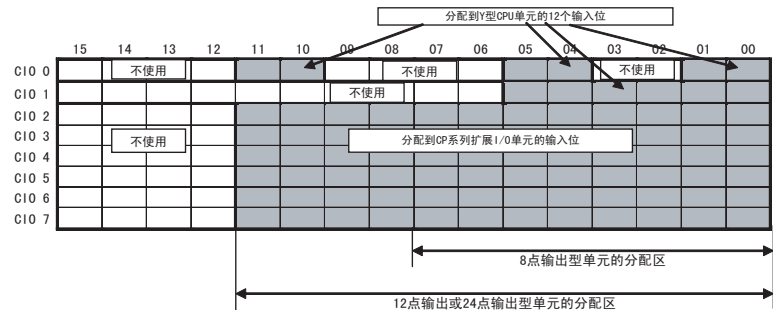 分配到Y型CPU单元的12个输入位
15 14 13 12 11 10 09 08 07 06 05 04 03 02 01 00
CIO 0 不使用 不使用 不使用
CIO 1 不使用
CIO 2
CIO 3 不使用 分配到CP系列扩展I/O单元的输入位
CIO 4
CIO 5
CIO 6
CIO 7
8点输出型单元的分配区
12点输出或24点输出型单元的分配区